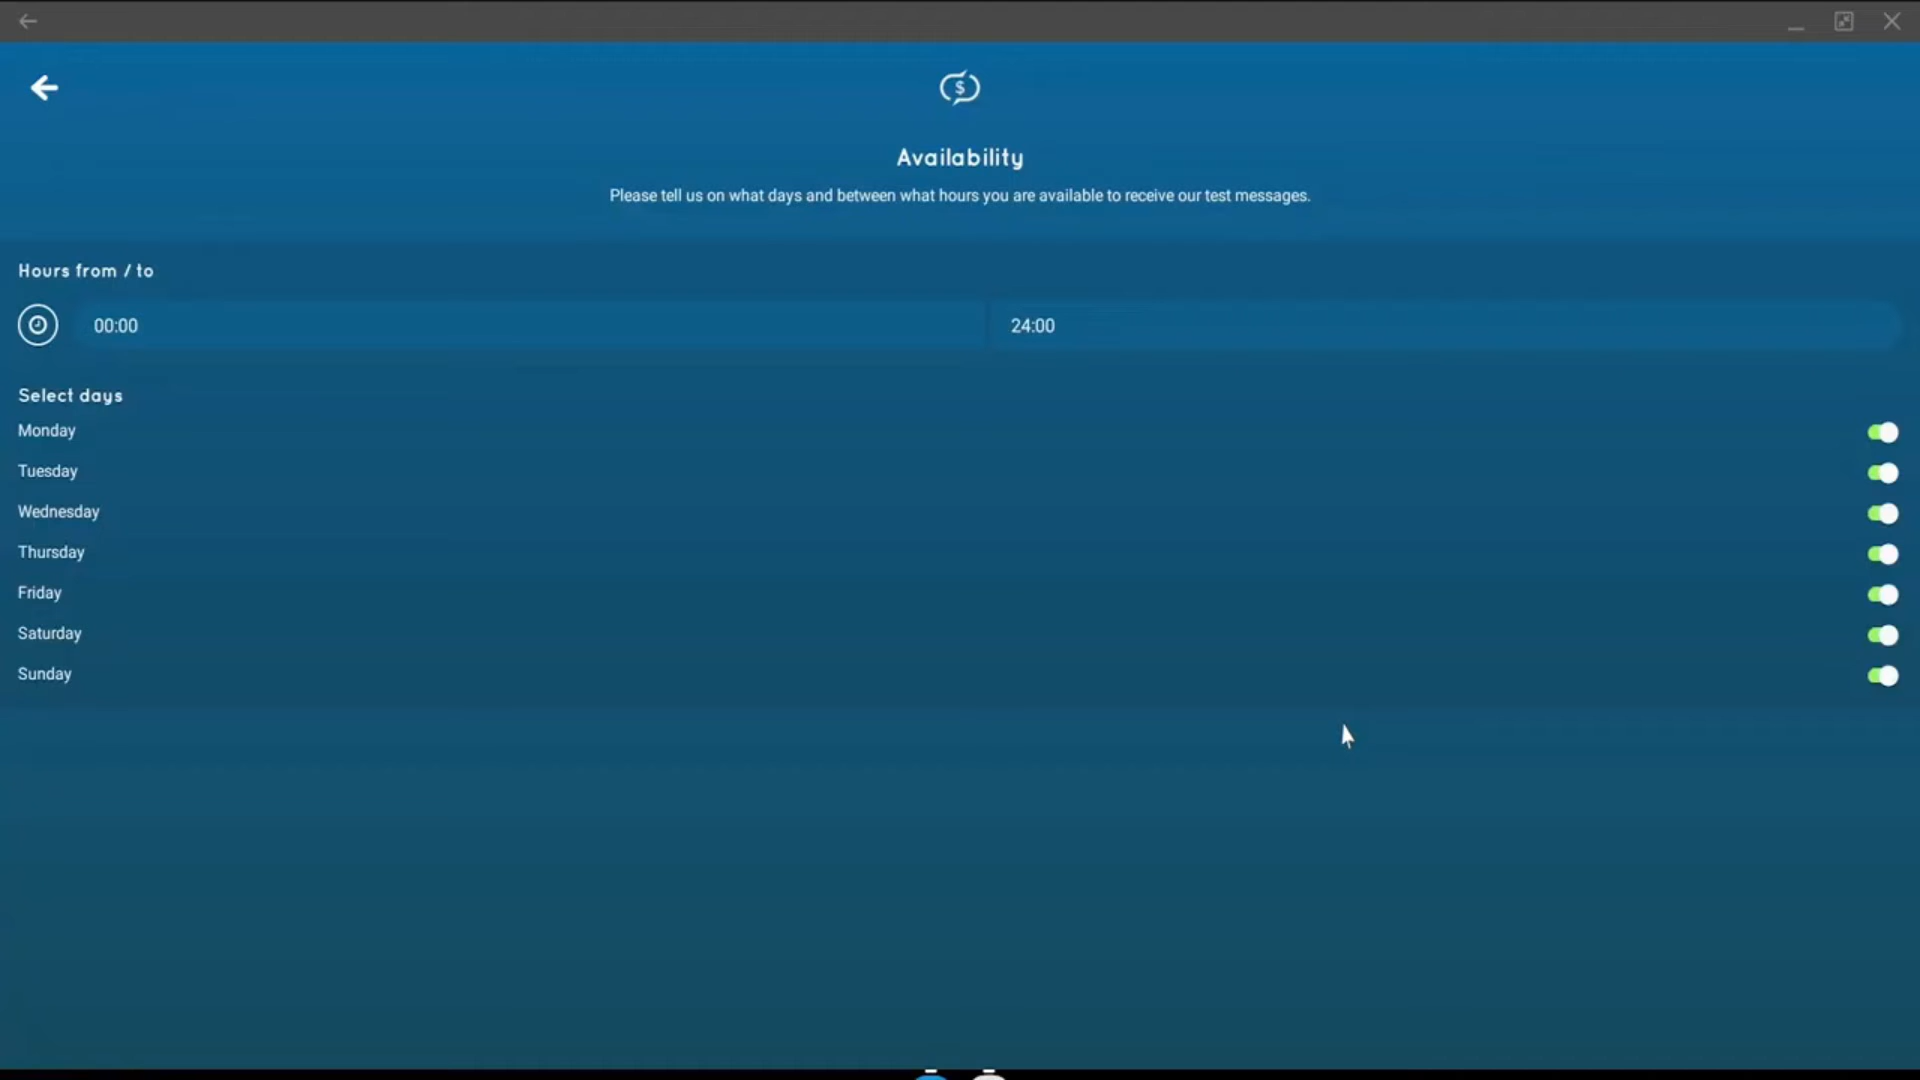 $
Availability
Please tell us on what days and between what hours you are available to receive our test messages.
Hours from / to
00:00
24:00
Select days
Monday
Tuesday
Wednesday
Thursday
Friday
Saturday
Sunday